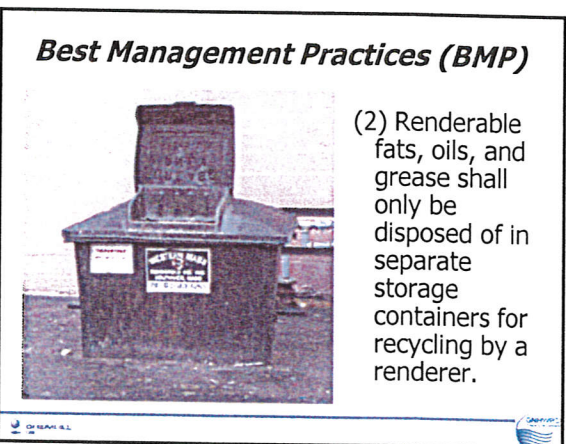 Best Management Practices (BMP)
(2) Renderable
fats, oils, and
grease shall
only be
disposed of in
separate
storage
containers for
recycling by a
renderer.